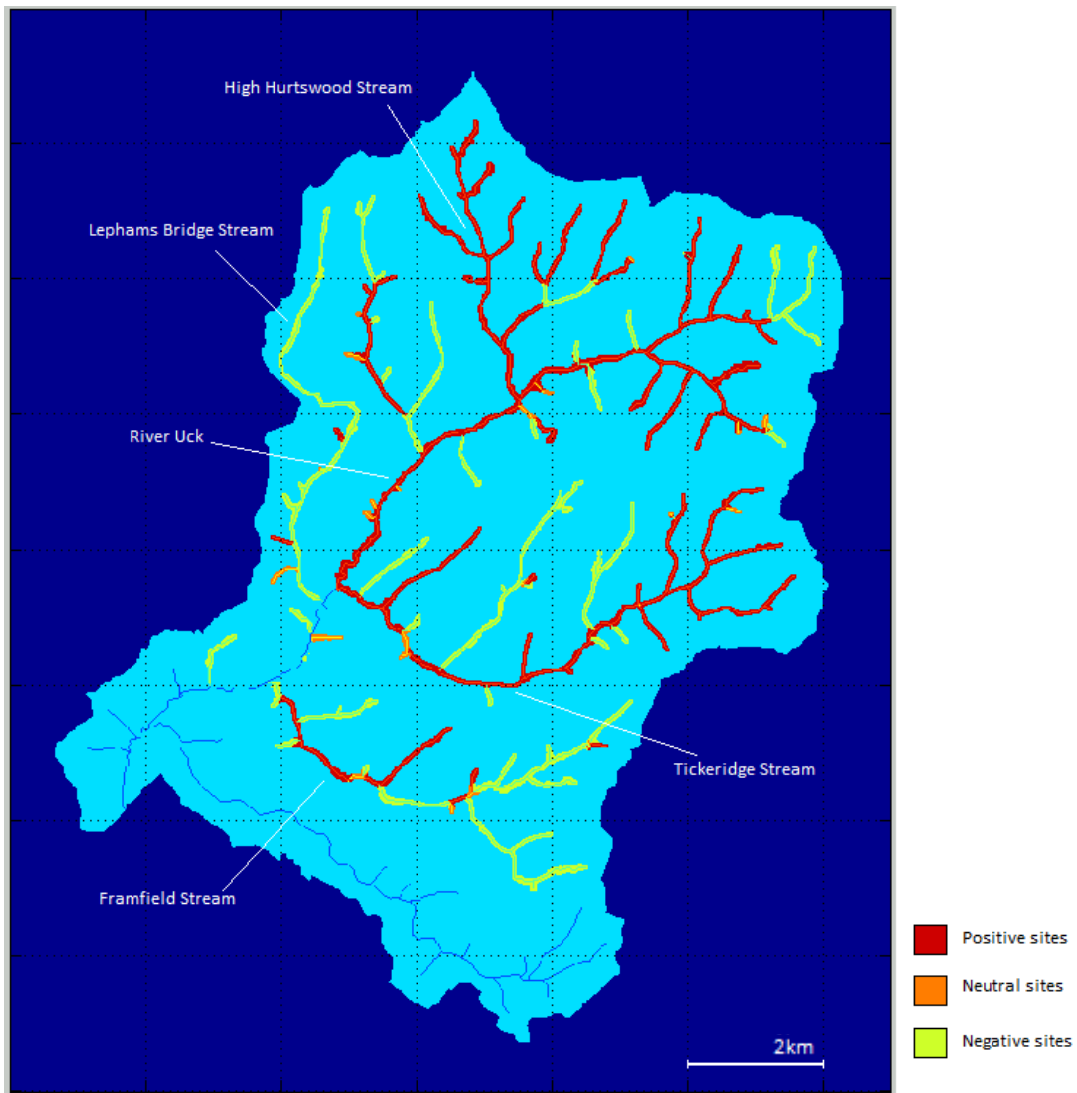 High Hurtswood Stream
Lephams Bridge Stream
River Uck
Tickeridge Stream
Framfield Stream
Positive sites
Neutral sites
Negative sites
2km